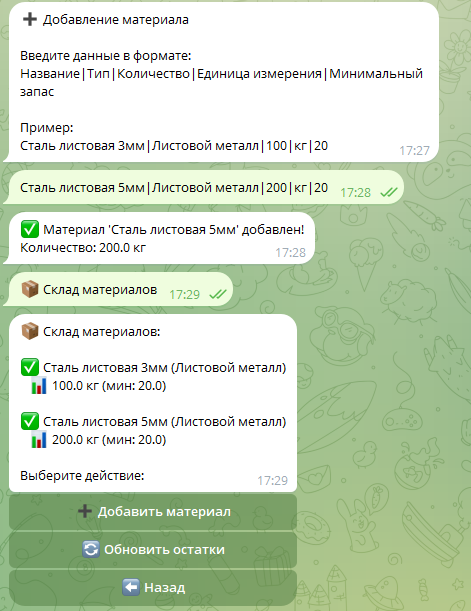 ➕ Добавление материала
Введите данные в формате:
Название|Тип|Количество|Единица измерения|Минимальный
запас
Пример:
Сталь листовая 3мм|Листовой металл|100|кг|20
17:27
Сталь листовая 5мм|Листовой металл|200|кг|20
17:28
✅ Материал 'Сталь листовая 5мм' добавлен!
Количество: 200.0 кг
17:28
📦 Склад материалов
17:29
📦 Склад материалов:
✅ Сталь листовая 3мм (Листовой металл)
📊 100.0 кг (мин: 20.0)
✅ Сталь листовая 5мм (Листовой металл)
📊 200.0 кг (мин: 20.0)
Выберите действие:
17:29
➕ Добавить материал
🔄 Обновить остатки
⬅️ Назад